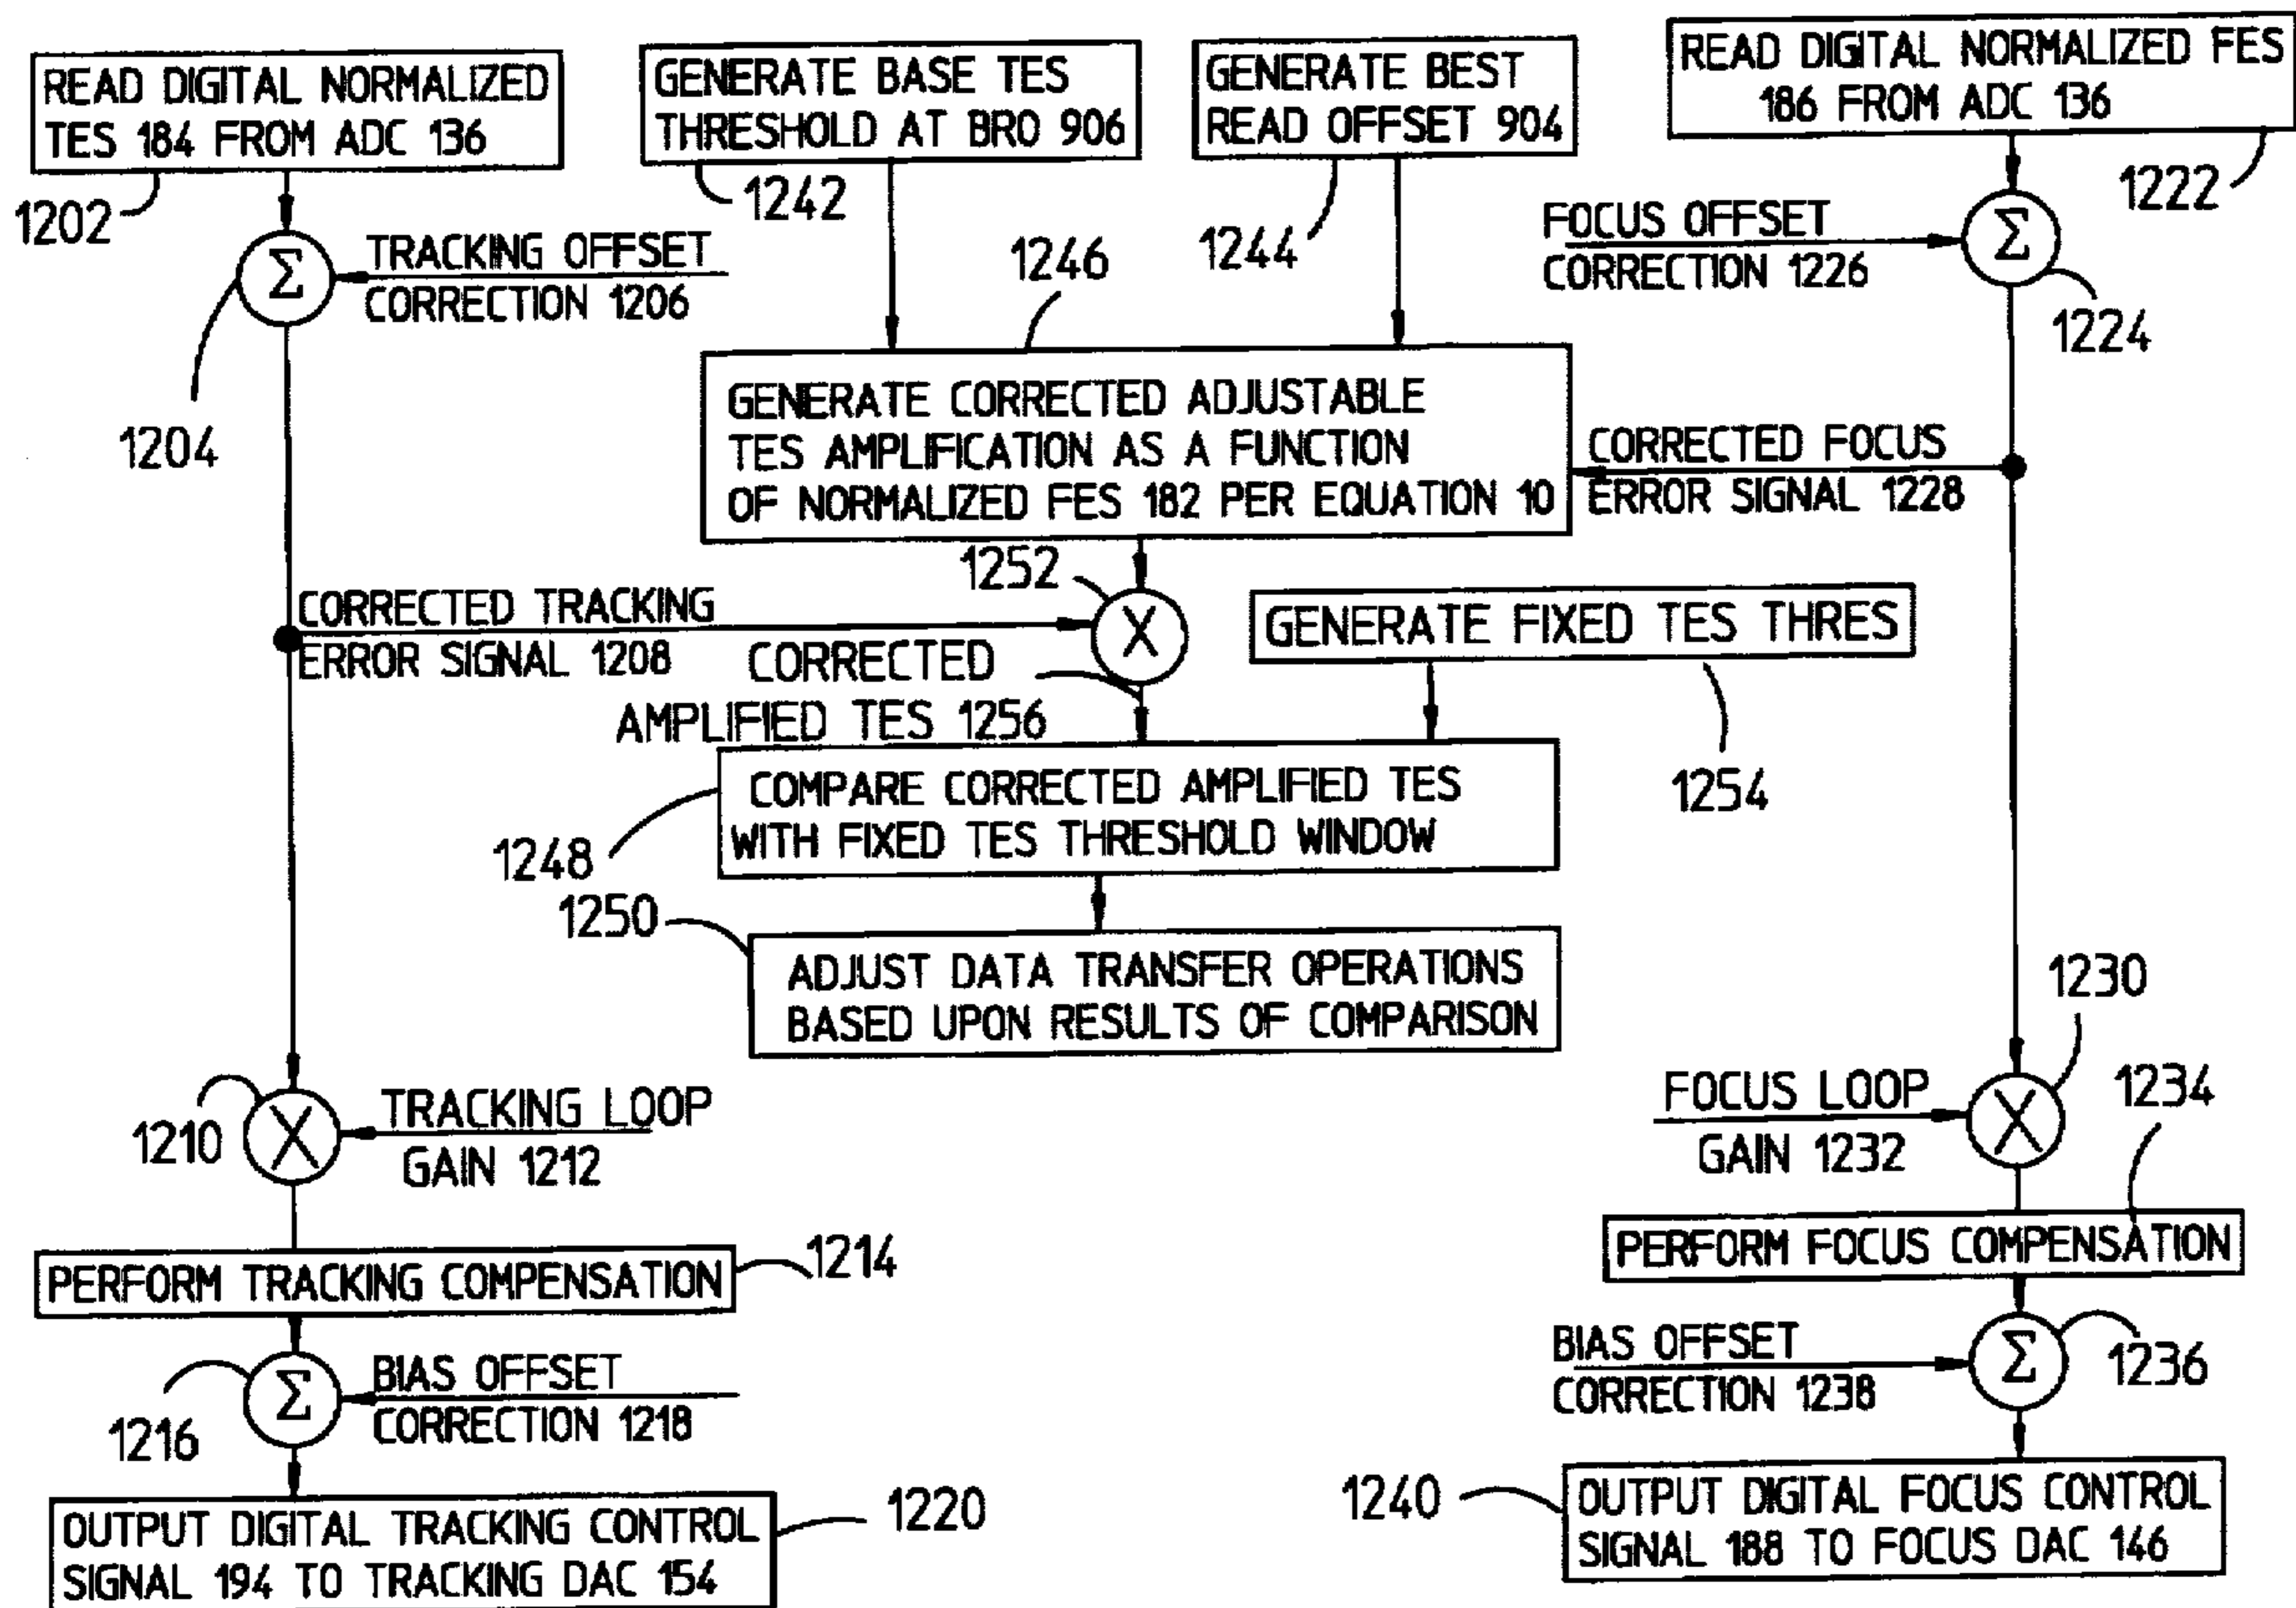 READ DIGITAL NORMALIZED
TES 184 FROM ADC 136
1202
GENERATE BASE TES
THRESHOLD AT BRO 906
1242
GENERATE BEST
READ OFFSET 904
1244
READ DIGITAL NORMALIZED FES
186 FROM ADC 136
1222
Σ
TRACKING OFFSET
CORRECTION 1206
1204
1246
FOCUS OFFSET
CORRECTION 1226
Σ
1224
GENERATE CORRECTED ADJUSTABLE
TES AMPLIFICATION AS A FUNCTION
OF NORMALIZED FES 182 PER EQUATION 10
CORRECTED FOCUS
ERROR SIGNAL 1228
1252
CORRECTED TRACKING
ERROR SIGNAL 1208
X
GENERATE FIXED TES THRES
1254
CORRECTED
AMPLIFIED TES 1256
COMPARE CORRECTED AMPLIFIED TES
WITH FIXED TES THRESHOLD WINDOW
1248
1250
ADJUST DATA TRANSFER OPERATIONS
BASED UPON RESULTS OF COMPARISON
1210
X
TRACKING LOOP
GAIN 1212
FOCUS LOOP
GAIN 1232
X
1230
1234
PERFORM TRACKING COMPENSATION
1214
PERFORM FOCUS COMPENSATION
1216
Σ
BIAS OFFSET
CORRECTION 1218
BIAS OFFSET
CORRECTION 1238
Σ
1236
OUTPUT DIGITAL TRACKING CONTROL
SIGNAL 194 TO TRACKING DAC 154
1220
1240
OUTPUT DIGITAL FOCUS CONTROL
SIGNAL 188 TO FOCUS DAC 146